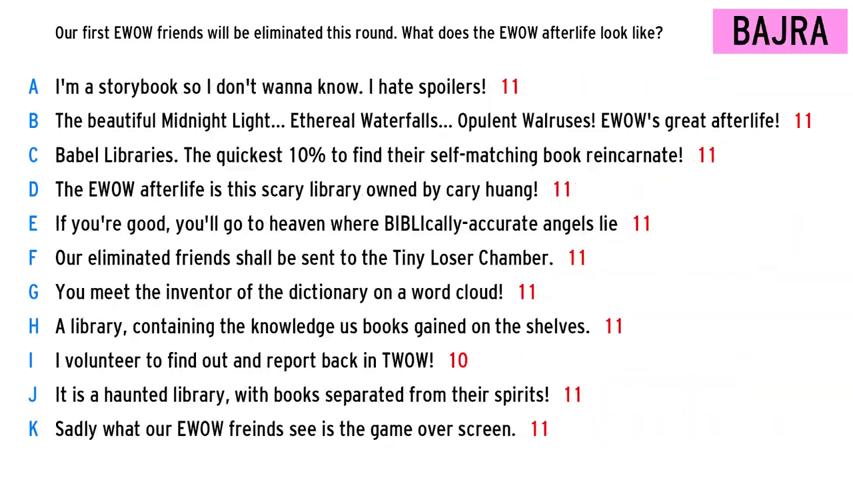 Our first EWOW friends will be eliminated this round. What does the EWOW afterlife look like?
BAJRA
A I'm a storybook so I don't wanna know. I hate spoilers! 11
B The beautiful Midnight Light... Ethereal Waterfalls... Opulent Walruses! EWOW's great afterlife! 11
C Babel Libraries. The quickest 10% to find their self-matching book reincarnate! 11
D The EWOW afterlife is this scary library owned by cary huang! 11
E If you're good, you'll go to heaven where BIBLIcally-accurate angels lie 11
F Our eliminated friends shall be sent to the Tiny Loser Chamber. 11
G You meet the inventor of the dictionary on a word cloud! 11
H A library, containing the knowledge us books gained on the shelves. 11
I I volunteer to find out and report back in TWOW! 10
J It is a haunted library, with books separated from their spirits! 11
K Sadly what our EWOW freinds see is the game over screen. 11